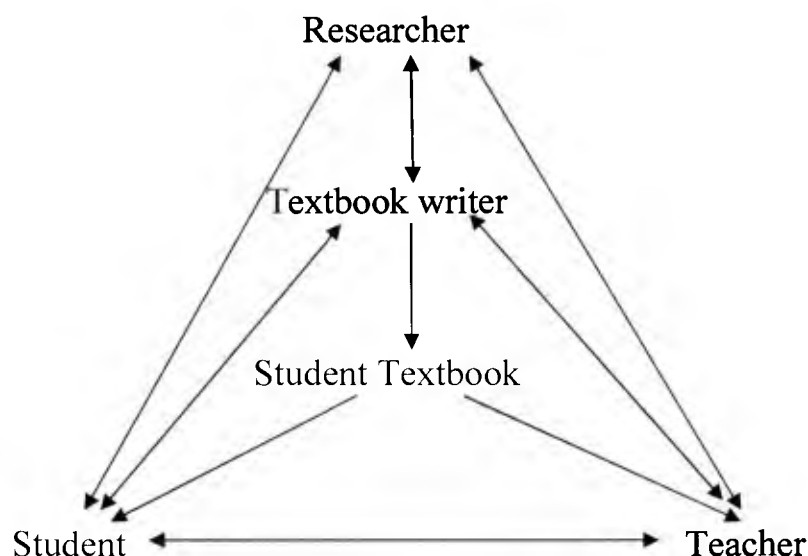 Researcher
Textbook writer
Student Textbook
Student
Teacher